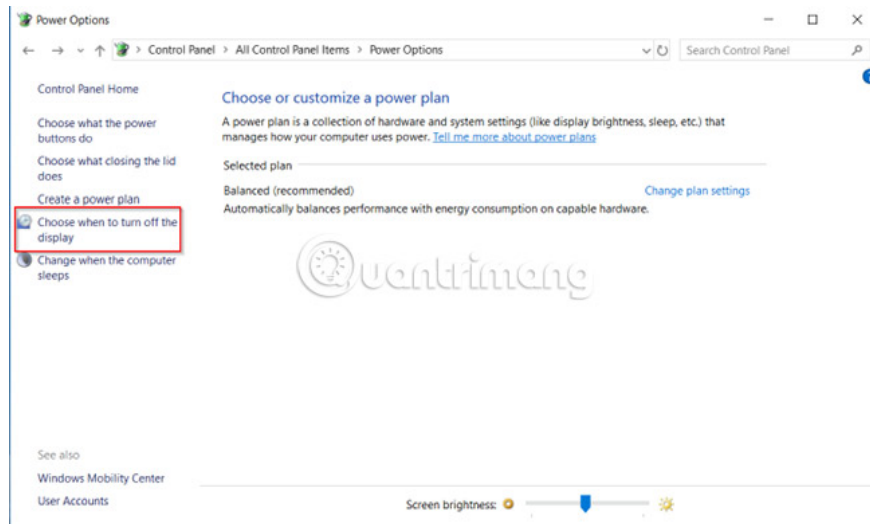 Power Options
Control Panel > All Control Panel Items > Power Options
Search Control Panel
Control Panel Home
Choose what the power
buttons do
Choose what closing the lid
does
Create a power plan
Choose when to turn off the
display
Change when the computer
sleeps
Choose or customize a power plan
A power plan is a collection of hardware and system settings (like display brightness, sleep, etc.) that
manages how your computer uses power. Tell me more about power plans
Selected plan
Balanced (recommended)
Change plan settings
Automatically balances performance with energy consumption on capable hardware.
Quantrimang
See also
Windows Mobility Center
User Accounts
Screen brightness: